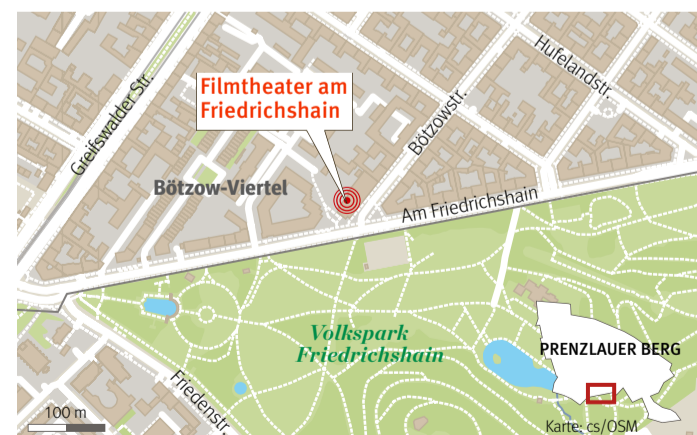 Hufelandstr.
Greifswalder Str.
Filmtheater am
Friedrichshain
Bötzowstr.
Bötzow-Viertel
Am Friedrichshain
Volkspark
Friedrichshain
PRENZLAUER BERG
Friedenstr.
100 m
Karte: cs/OSM